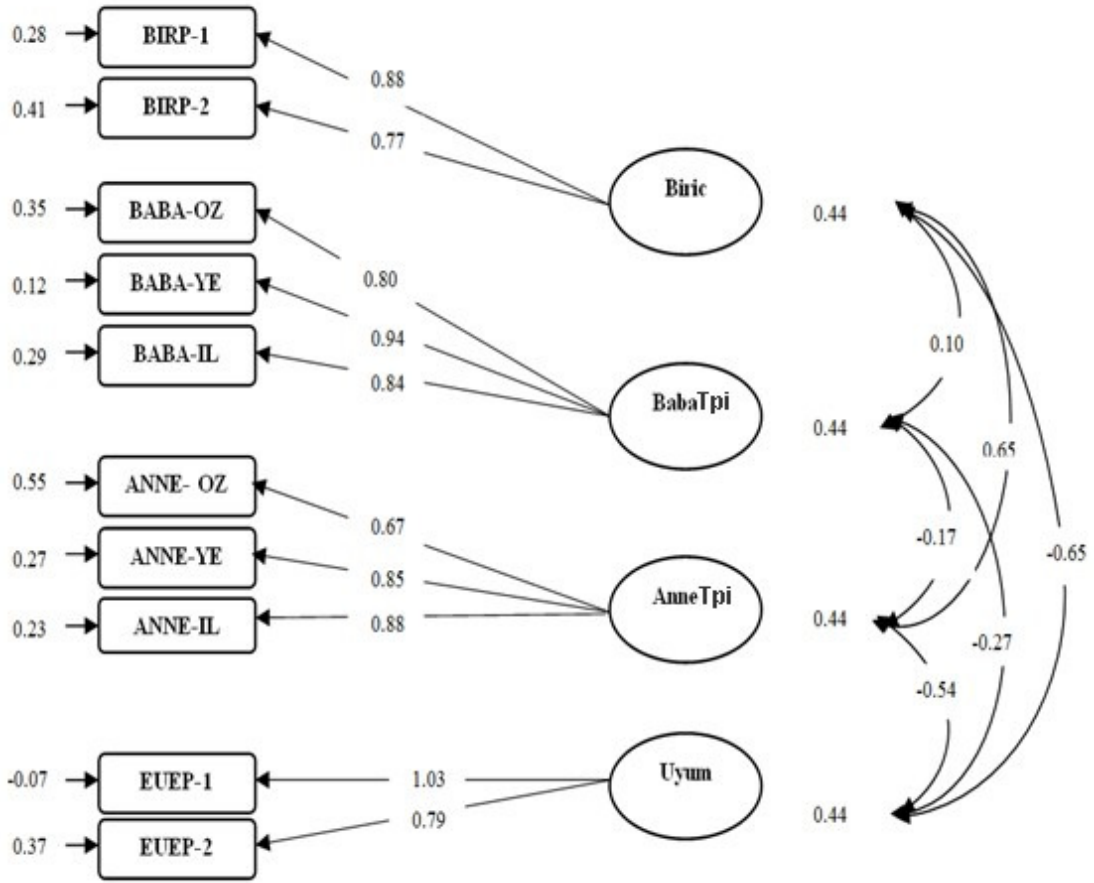 0.28
BIRP-1
0.88
0.41
BIRP-2
0.77
Biric
0.44
0.35
BABA-OZ
0.80
0.12
BABA-YE
0.94
0.29
BABA-IL
0.84
BabaTpi
0.44
0.10
0.65
0.55
ANNE- OZ
0.67
0.27
ANNE-YE
0.85
0.23
ANNE-IL
0.88
AnneTpi
0.44
-0.17
-0.65
-0.27
-0.54
-0.07
EUEP-1
1.03
0.37
EUEP-2
0.79
Uyum
0.44